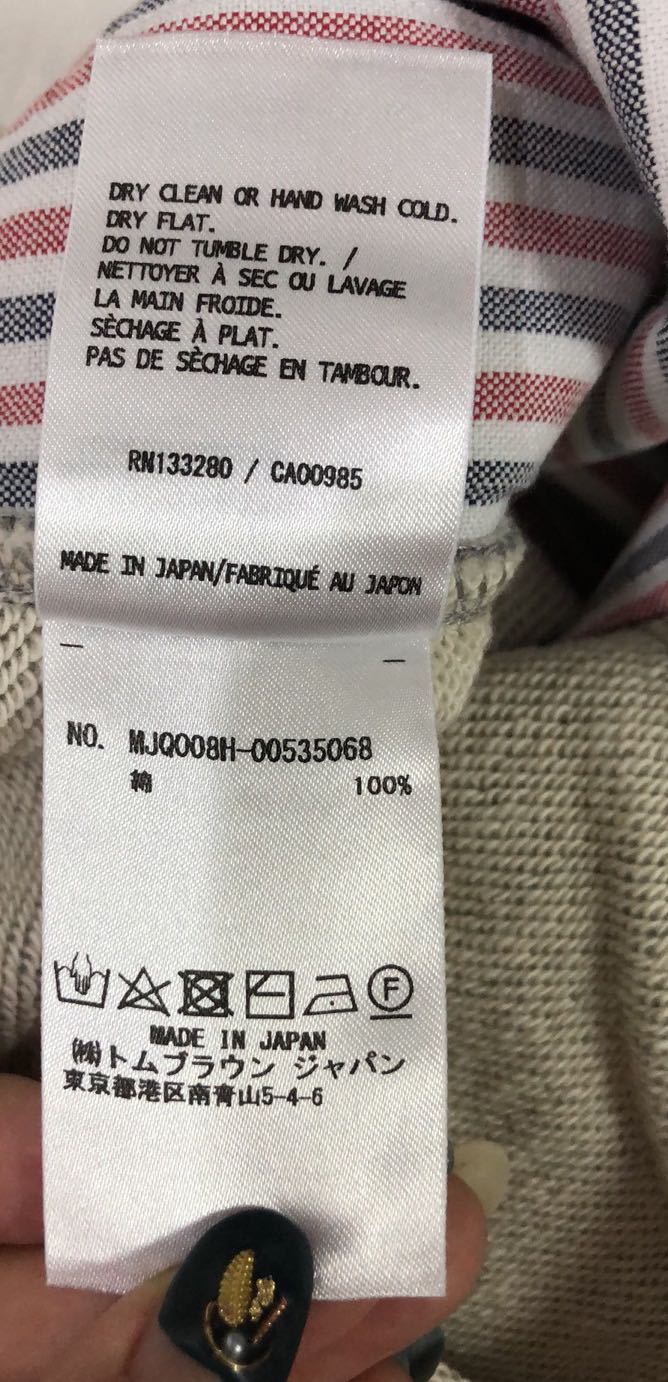 DRY CLEAN OR HAND WASH COLD.
DRY FLAT.
DO NOT TUMBLE DRY. /
NETTOYER À SEC OU LAVAGE
LA MAIN FROIDE.
SÈCHAGE À PLAT.
PAS DE SÈCHAGE EN TAMBOUR.
RN133280 / CA00985
MADE IN JAPAN/FABRIQUÉ AU JAPON
NO. MJQ008H-00535068
綿 100%
F
MADE IN JAPAN
㈱トムブラウン ジャパン
東京都港区南青山5-4-6